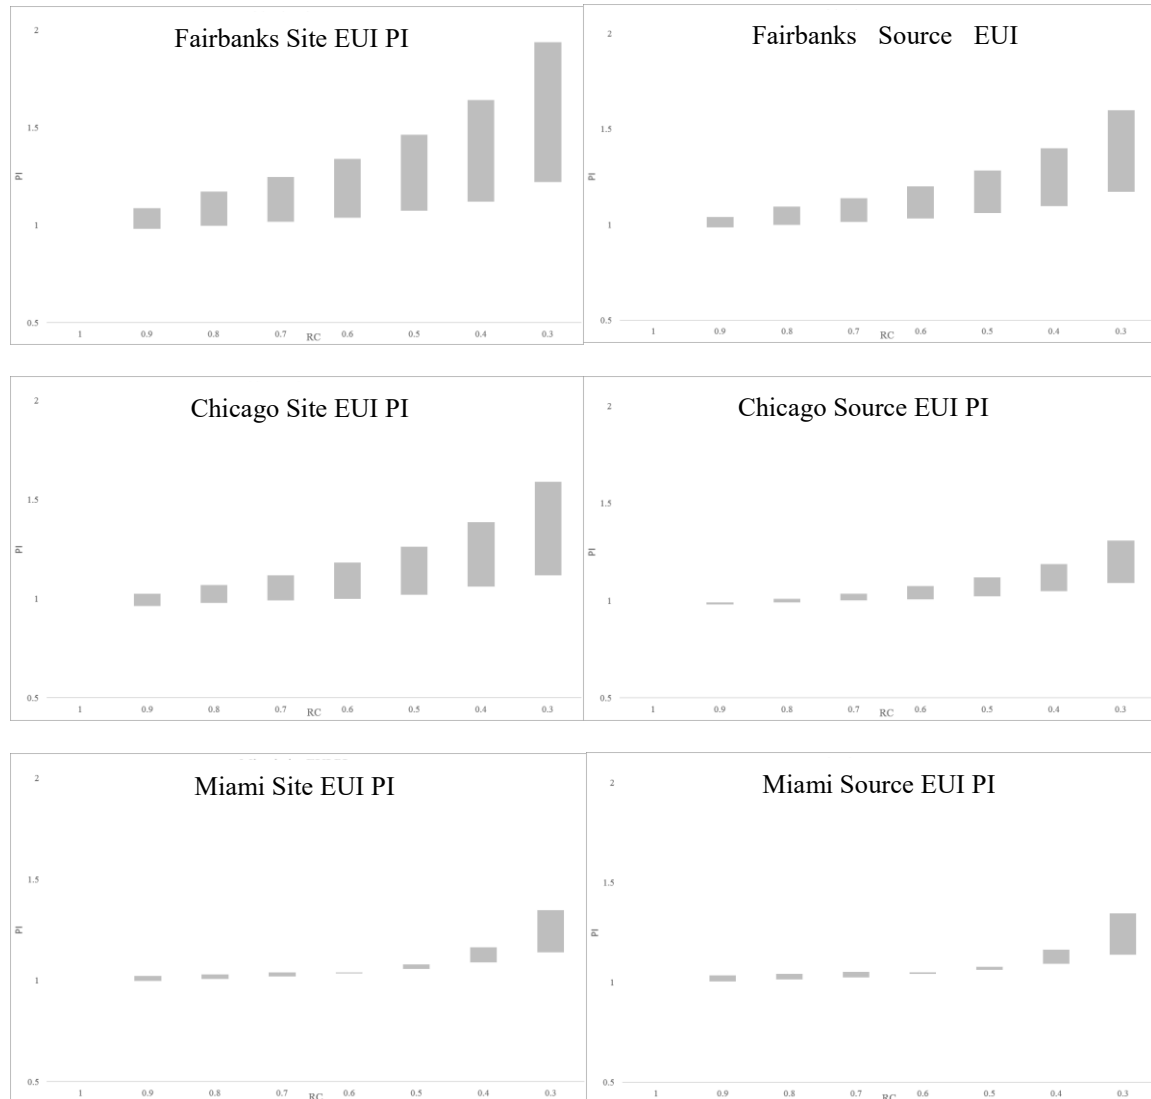 Fairbanks Site EUI PI
2
1.5
PI
1
0.5
1 0.9 0.8 0.7 0.6 0.5 0.4 0.3
RC
Fairbanks Source EUI
2
1.5
PI
1
0.5
1 0.9 0.8 0.7 0.6 0.5 0.4 0.3
RC
Chicago Site EUI PI
2
1.5
PI
1
0.5
1 0.9 0.8 0.7 0.6 0.5 0.4 0.3
RC
Chicago Source EUI PI
2
1.5
PI
1
0.5
1 0.9 0.8 0.7 0.6 0.5 0.4 0.3
RC
Miami Site EUI PI
2
1.5
PI
1
0.5
1 0.9 0.8 0.7 0.6 0.5 0.4 0.3
RC
Miami Source EUI PI
2
1.5
PI
1
0.5
1 0.9 0.8 0.7 0.6 0.5 0.4 0.3
RC